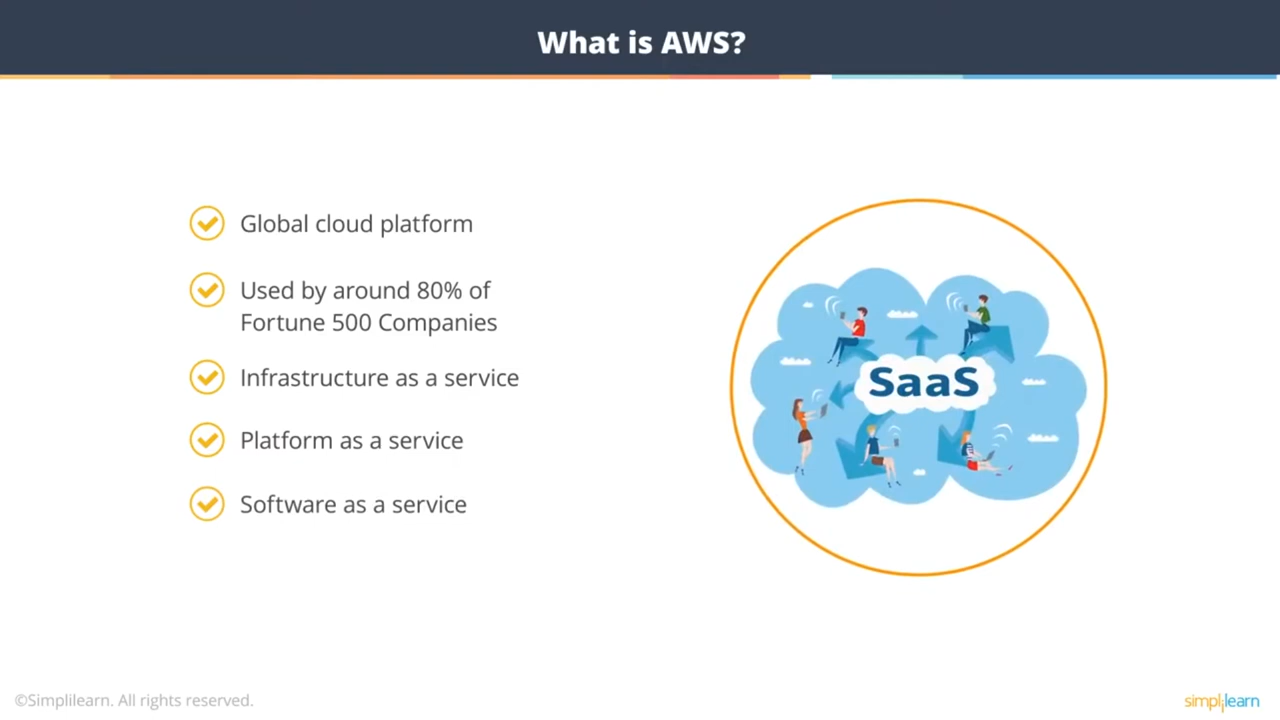 What is AWS?
Global cloud platform
Used by around 80% of
Fortune 500 Companies
Infrastructure as a service
Platform as a service
Software as a service
SaaS
©Simplilearn. All rights reserved.
simplilearn